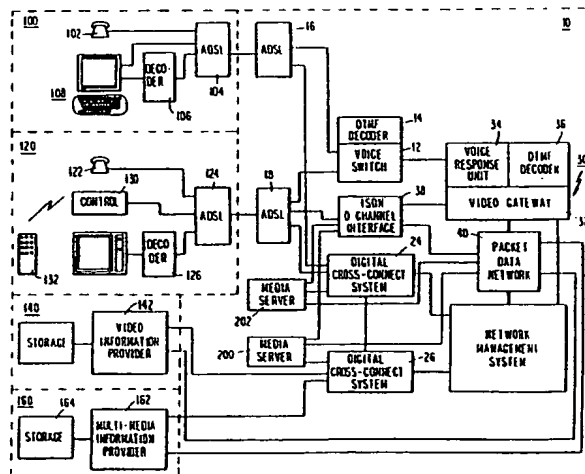 100
102
ADSL
104
DECO-
DER
106
108
ADSL
16
10
DTMF DECODER
14
VOICE
SWITCH
12
34
36
VOICE
RESPONSE
UNIT
DTMF
DECODER
VIDEO GATEWAY
120
122
130
CONTROL
132
ADSL
124
DECO-
DER
126
ADSL
18
38
ISDN
D CHANNEL
INTERFACE
40
PACKET
DATA
NETWORK
24
DIGITAL
CROSS-CONNECT
SYSTEM
MEDIA
SERVER
202
140
142
STORAGE
VIDEO
INFORMATION
PROVIDER
200
MEDIA
SERVER
DIGITAL
CROSS-CONNECT
SYSTEM
26
NETWORK
MANAGEMENT
SYSTEM
160
164
162
STORAGE
MULTI-MEDIA
INFORMATION
PROVIDER